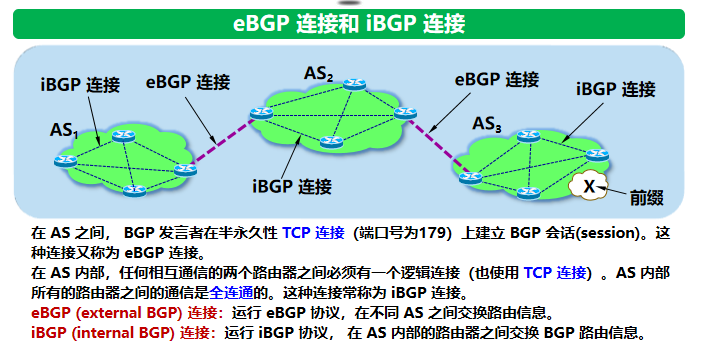 eBGP 连接和 iBGP 连接
iBGP 连接
eBGP 连接
AS2
eBGP 连接
iBGP 连接
AS1
AS3
iBGP 连接
X
前缀
在 AS 之间， BGP 发言者在半永久性 TCP 连接（端口号为179）上建立 BGP 会话(session)。这
种连接又称为 eBGP 连接。
在 AS 内部，任何相互通信的两个路由器之间必须有一个逻辑连接（也使用 TCP 连接）。AS 内部
所有的路由器之间的通信是全连通的。这种连接常称为 iBGP 连接。
eBGP (external BGP) 连接：运行 eBGP 协议，在不同 AS 之间交换路由信息。
iBGP (internal BGP) 连接：运行 iBGP 协议， 在 AS 内部的路由器之间交换 BGP 路由信息。